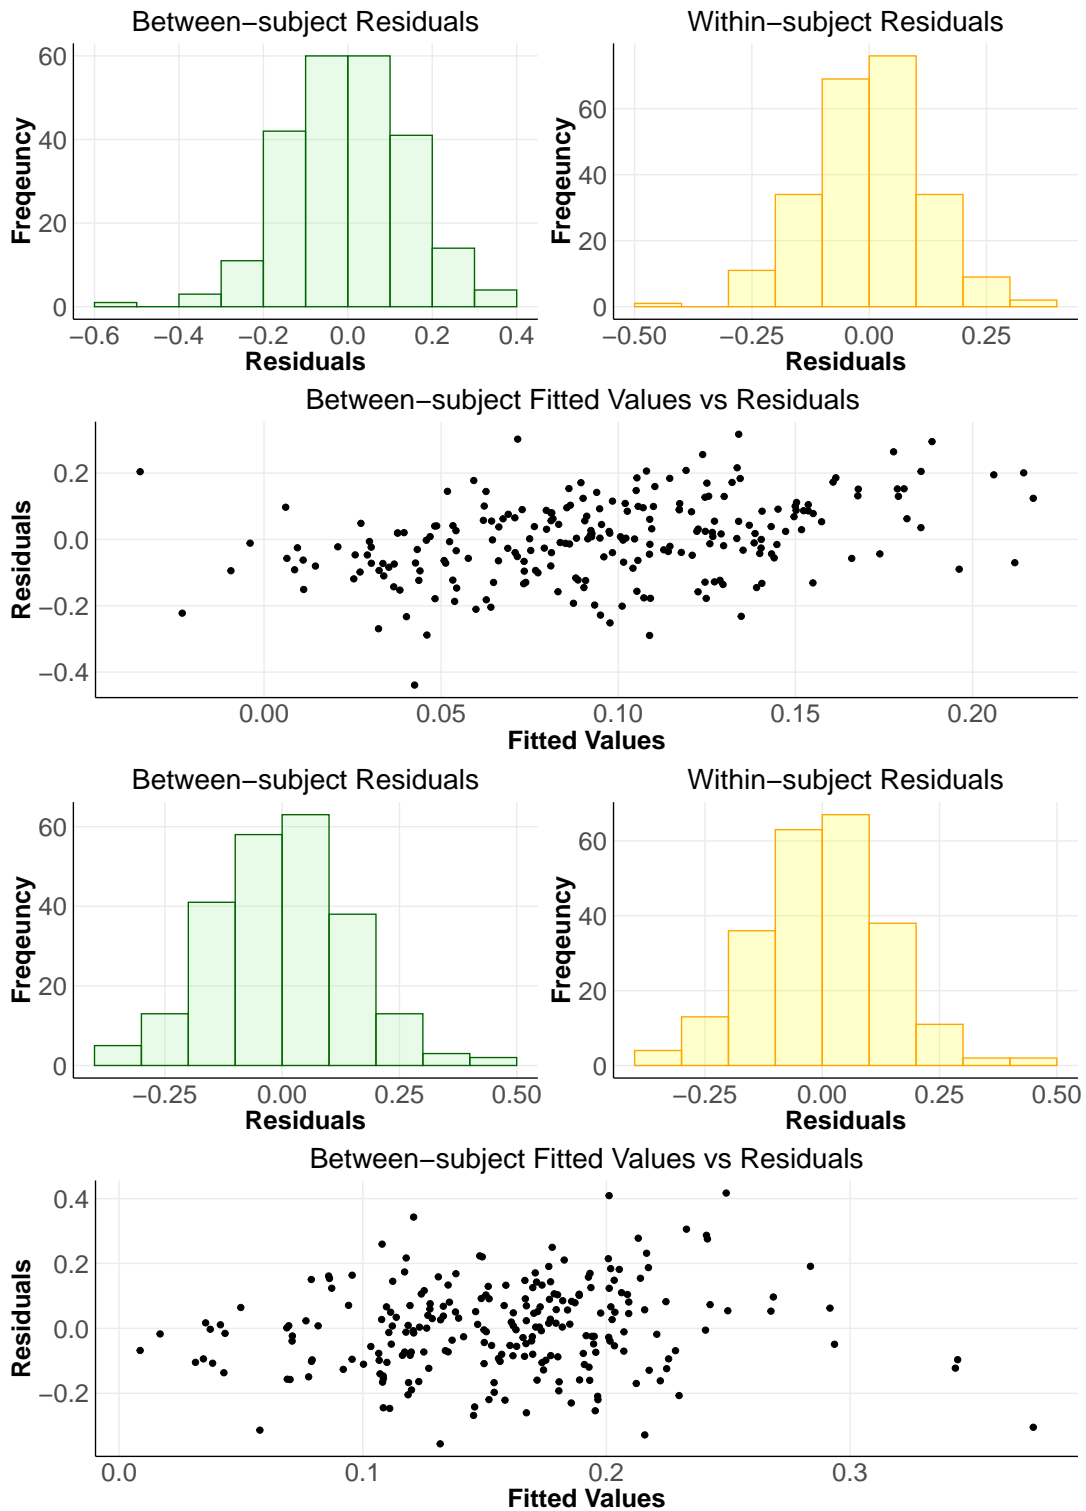 Between−subject Residuals
Within−subject Residuals
60
40
20
0
Freqeuncy
−0.6 −0.4 −0.2 0.0 0.2 0.4
Residuals
60
40
20
0
Freqeuncy
−0.50 −0.25 0.00 0.25
Residuals
Between−subject Fitted Values vs Residuals
0.2
0.0
−0.2
−0.4
Residuals
0.00 0.05 0.10 0.15 0.20
Fitted Values
Between−subject Residuals
Within−subject Residuals
60
40
20
0
Freqeuncy
−0.25 0.00 0.25 0.50
Residuals
60
40
20
0
Freqeuncy
−0.25 0.00 0.25 0.50
Residuals
Between−subject Fitted Values vs Residuals
0.4
0.2
0.0
−0.2
Residuals
0.0 0.1 0.2 0.3
Fitted Values